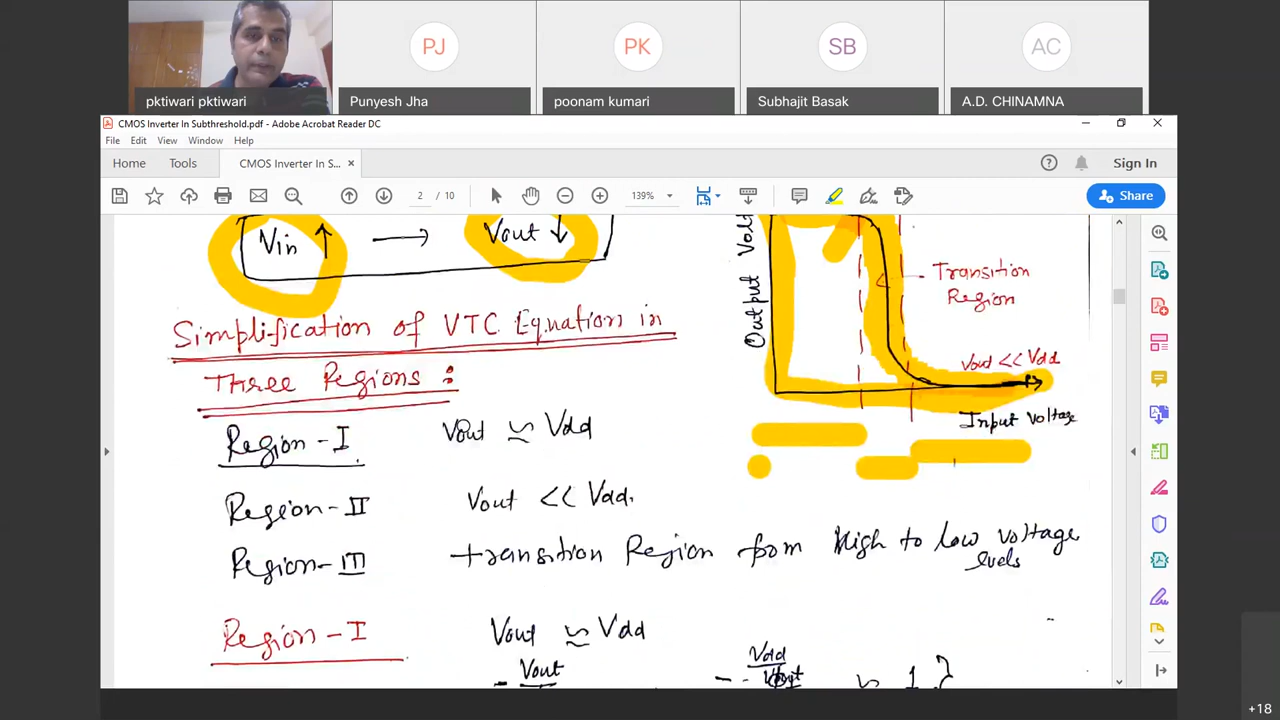 PJ
PK
SB
AC
pktiwari pktiwari
Punyesh Jha
poonam kumari
Subhajit Basak
A.D. CHINAMNA
CMOS Inverter In Subthreshold.pdf - Adobe Acrobat Reader DC
File Edit View Window Help
Home Tools CMOS Inverter In S... × Sign In
2 / 10 139% Share
Vin ↑ → Vout ↓
Output Volt
Transition
Region
Simplification of VTC Equation in
Three Regions :
Vout << Vdd
Input Voltage
Region-I Vout ≃ Vdd
Region-II Vout << Vdd.
Region-III transition Region from High to low voltage
levels
Region-I Vout ≃ Vdd
- Vout
Vdd
- Vout ≃ 1 }
+18